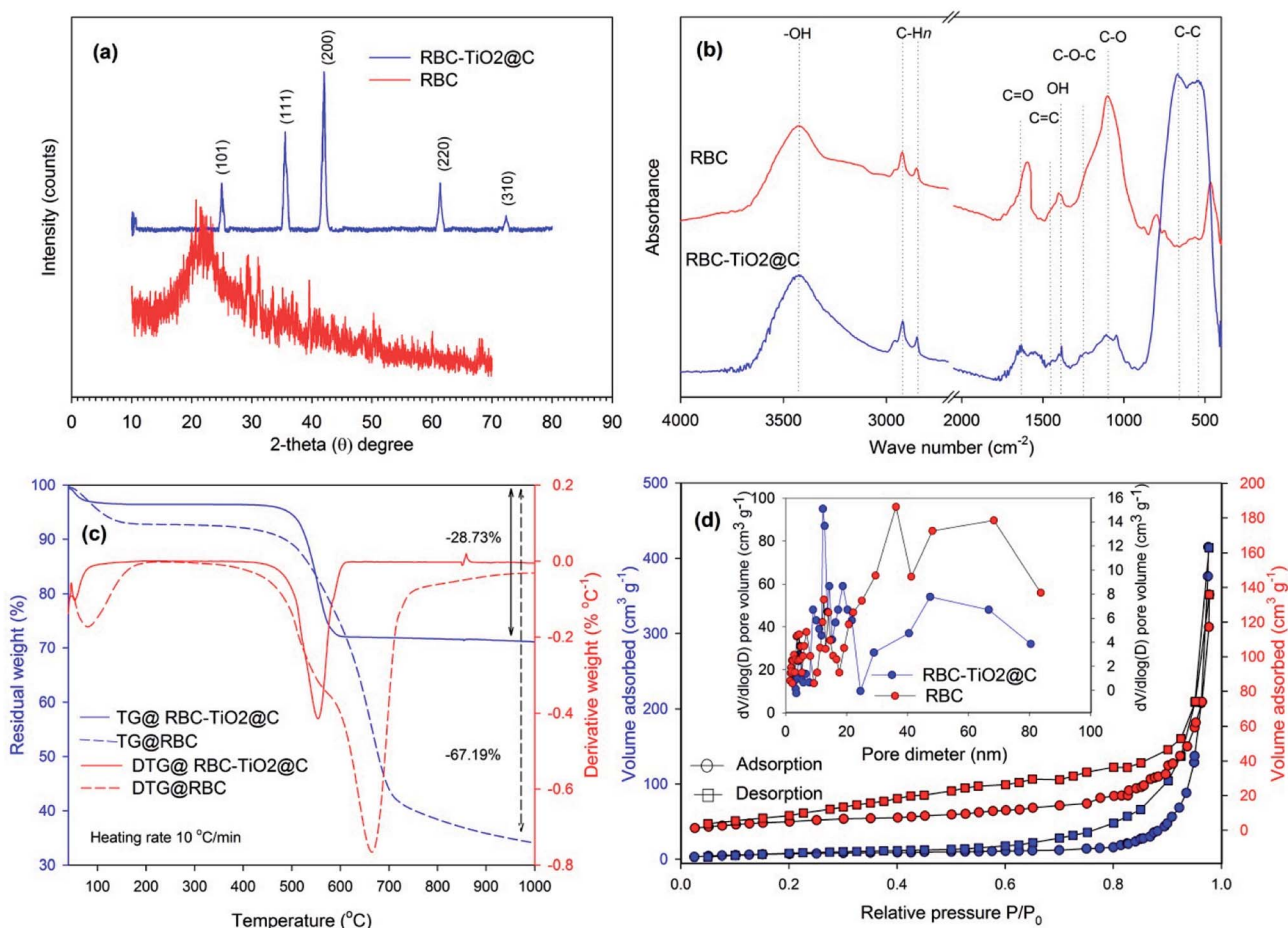 (a)
RBC-TiO2@C
RBC
(101)
(111)
(200)
(220)
(310)
Intensity (counts)
0 10 20 30 40 50 60 70 80 90
2-theta (θ) degree
(b)
-OH
C-Hn
C=O
C=C
OH
C-O-C
C-O
C-C
RBC
RBC-TiO2@C
Absorbance
4000 3000 2000 1500 1000 500
Wave number (cm⁻²)
(c)
100
90
80
70
60
50
40
30
Residual weight (%)
0.2
0.0
-0.2
-0.4
-0.6
-0.8
Derivative weight (% °C⁻¹)
-28.73%
-67.19%
TG@ RBC-TiO2@C
TG@RBC
DTG@ RBC-TiO2@C
DTG@RBC
Heating rate 10 °C/min
100 200 300 400 500 600 700 800 900 1000
Temperature (°C)
(d)
500
400
300
200
100
0
Volume adsorbed (cm³ g⁻¹)
200
180
160
140
120
100
80
60
40
20
0
Volume adsorbed (cm³ g⁻¹)
100
80
60
40
20
0
dV/dlog(D) pore volume (cm³ g⁻¹)
16
14
12
10
8
6
4
2
0
dV/dlog(D) pore volume (cm³ g⁻¹)
RBC-TiO2@C
RBC
0 20 40 60 80 100
Pore dimeter (nm)
Adsorption
Desorption
0.0 0.2 0.4 0.6 0.8 1.0
Relative pressure P/P₀